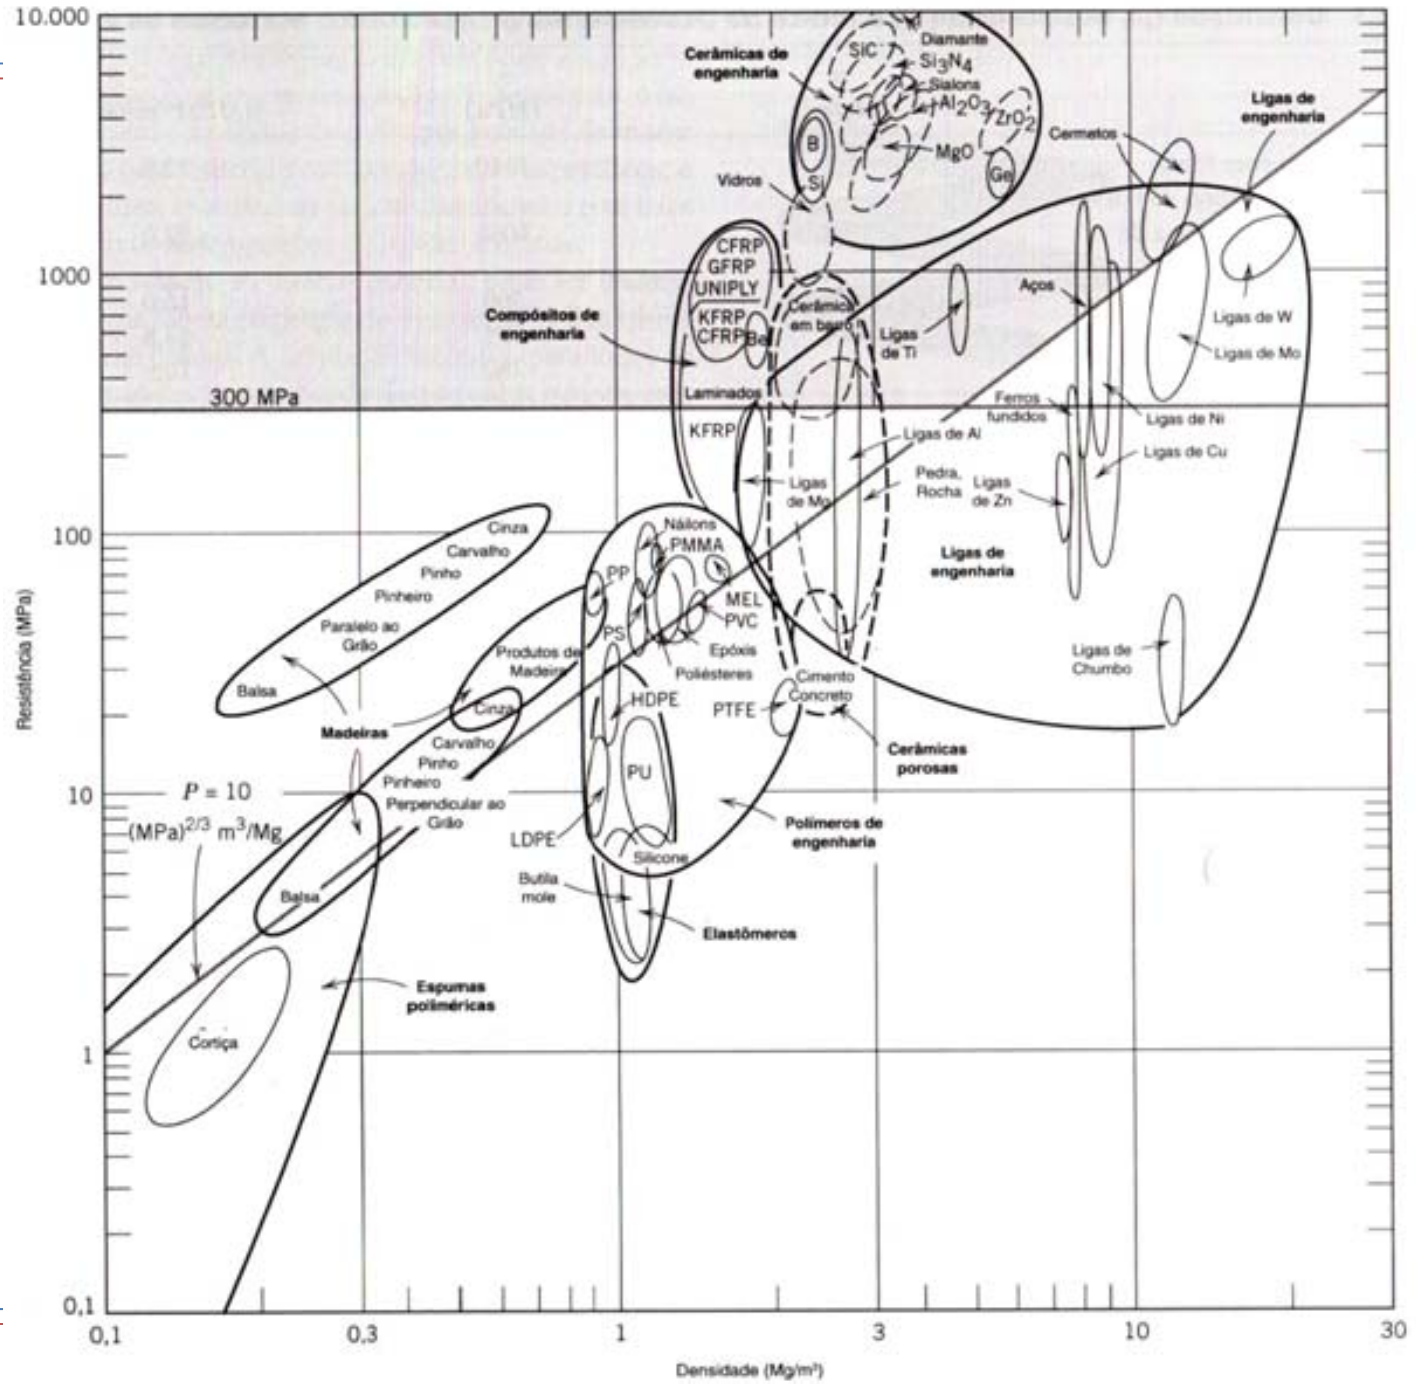 10.000
1000
100
10
1
0,1
0,1
0,3
1
3
10
30
Resistência (MPa)
Densidade (Mg/m³)
300 MPa
P = 10
(MPa)2/3 m3/Mg
Cerâmicas de
engenharia
Diamante
SiC
Si3N4
Sialons
Al2O3
ZrO2
MgO
B
Si
Ge
Cermetos
Ligas de
engenharia
Vidros
CFRP
GFRP
UNIPLY
KFRP
CFRP
Be
Compósitos de
engenharia
Laminados
KFRP
Cerâmica
em barro
Ligas
de Ti
Aços
Ligas de W
Ligas de Mo
Ferros
fundidos
Ligas de Ni
Ligas de Cu
Ligas de Al
Pedra,
Rocha
Ligas
de Zn
Ligas
de Mg
Ligas de
engenharia
Ligas de
Chumbo
Cinza
Carvalho
Pinho
Pinheiro
Paralelo ao
Grão
Balsa
Madeiras
Produtos de
Madeira
Cinza
Carvalho
Pinho
Pinheiro
Perpendicular ao
Grião
Balsa
Náilons
PMMA
PP
MEL
PVC
PS
Epóxis
Poliésteres
HDPE
PTFE
Cimento
Concreto
Cerâmicas
porosas
PU
LDPE
Silicone
Polímeros de
engenharia
Butila
mole
Elastômeros
Espumas
poliméricas
Cortiça